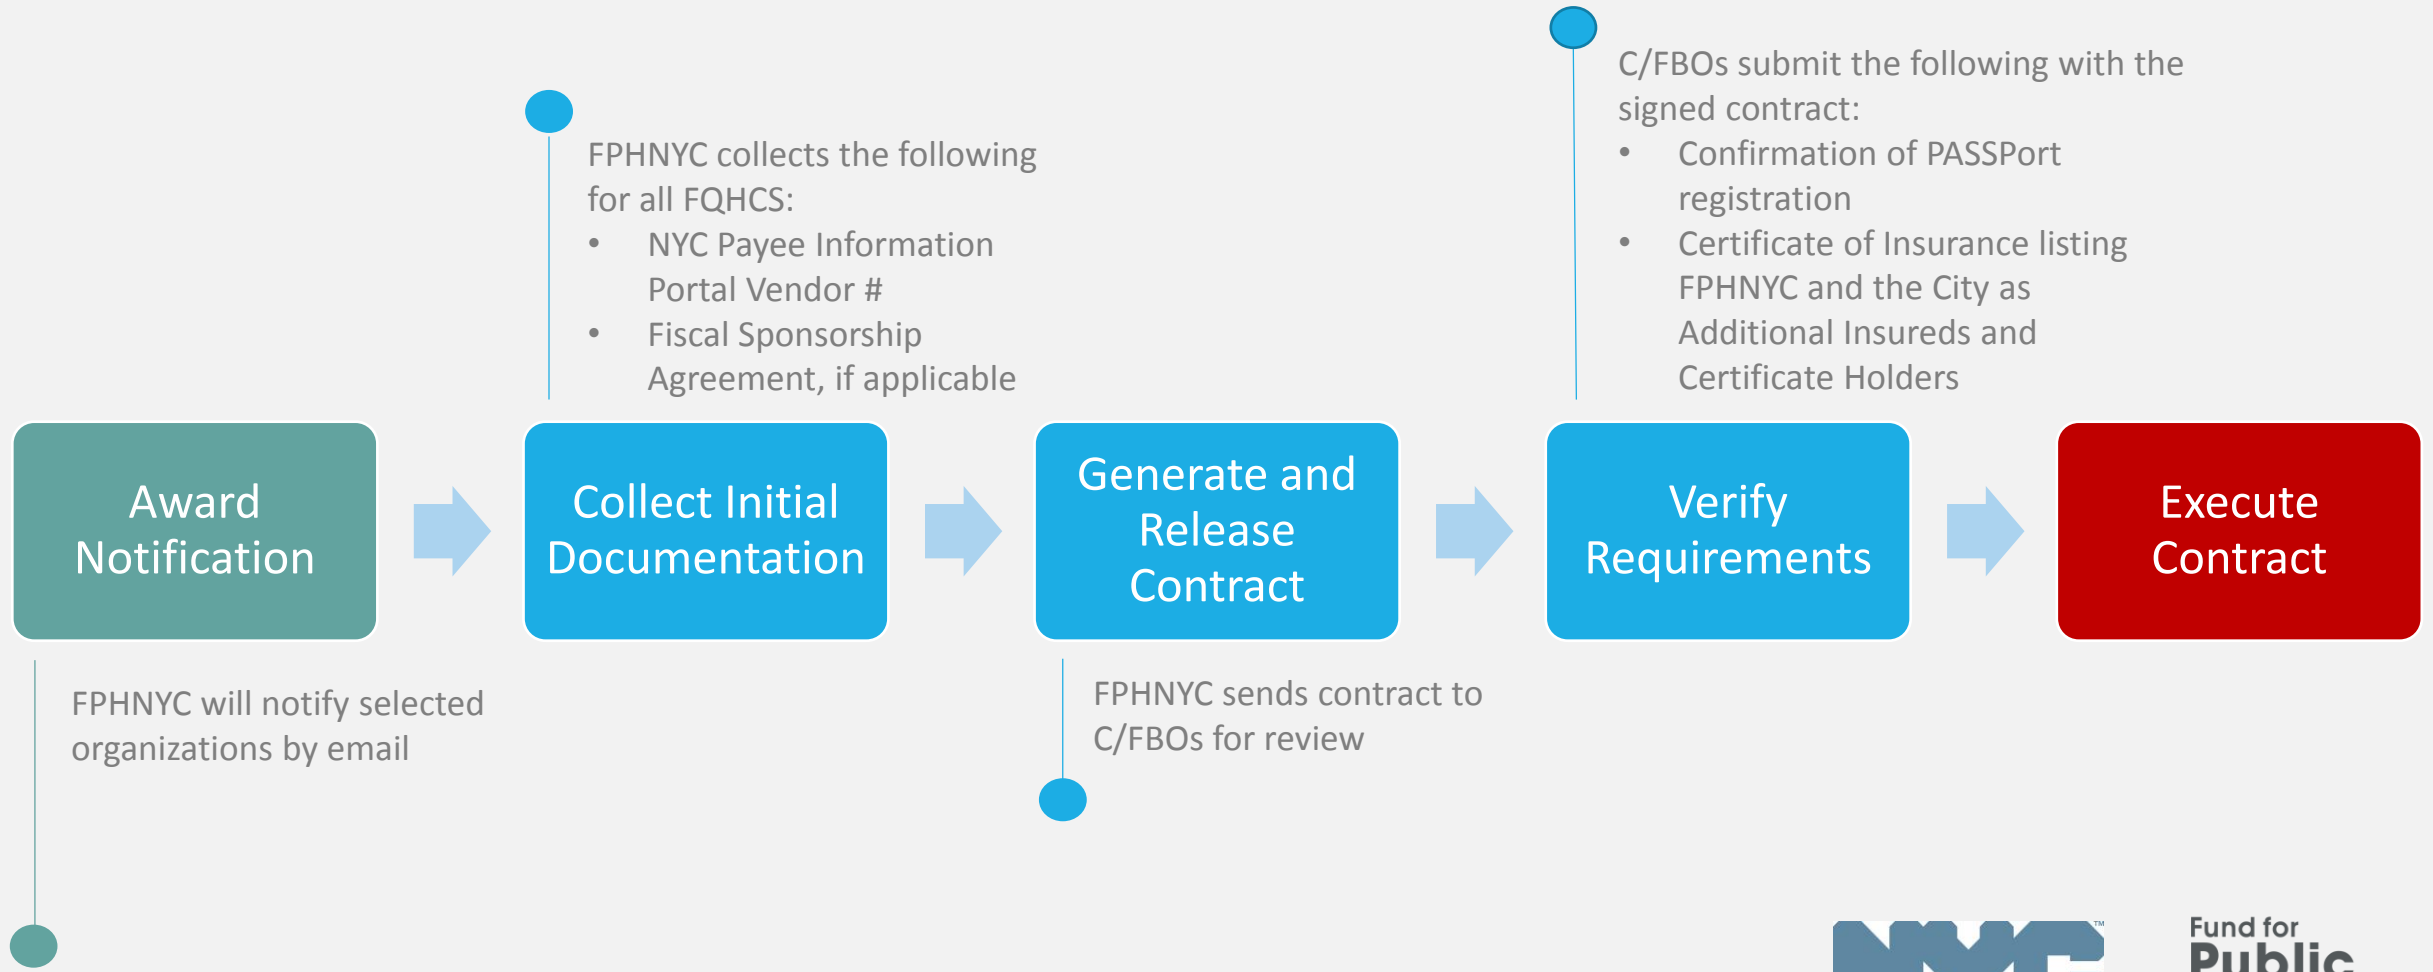 C/FBOs submit the following with the
signed contract:
• Confirmation of PASSPort
registration
• Certificate of Insurance listing
FPHNYC and the City as
Additional Insureds and
Certificate Holders
FPHNYC collects the following
for all FQHCS:
• NYC Payee Information
Portal Vendor #
• Fiscal Sponsorship
Agreement, if applicable
Award
Notification
Collect Initial
Documentation
Generate and
Release
Contract
Verify
Requirements
Execute
Contract
FPHNYC will notify selected
organizations by email
FPHNYC sends contract to
C/FBOs for review
NYC
TM
Fund for
Public